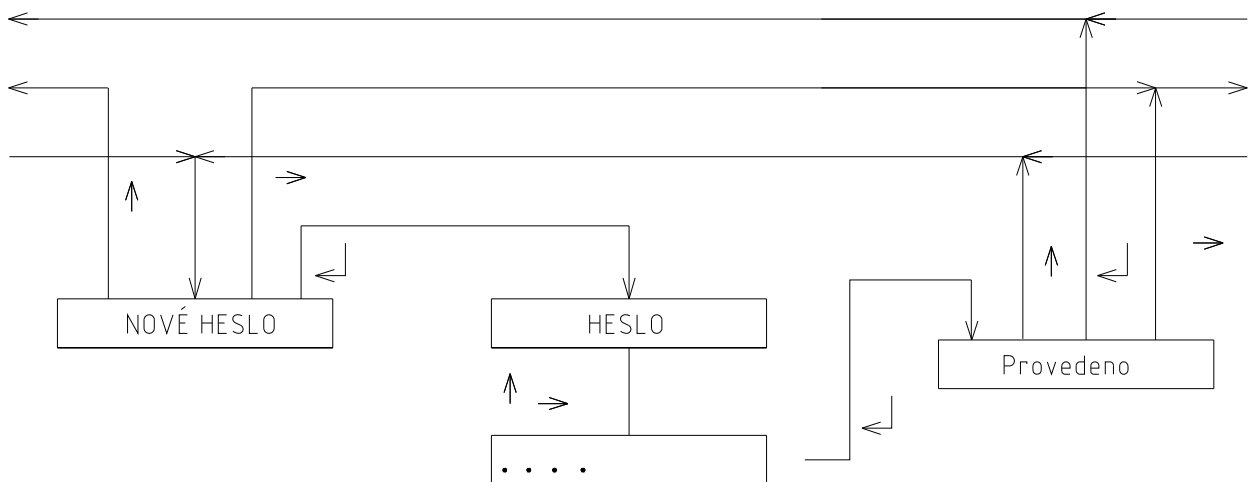 NOVÉ HESLO
HESLO
Provedeno
. . . .